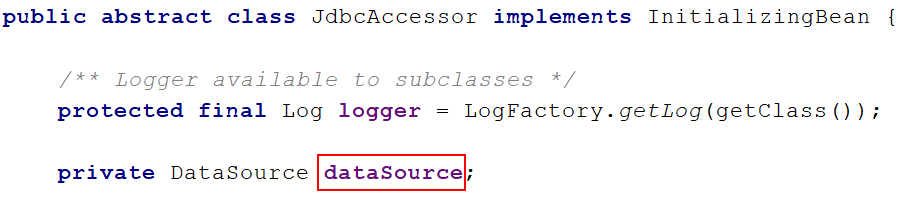 public abstract class JdbcAccessor implements InitializingBean {
/** Logger available to subclasses */
protected final Log logger = LogFactory.getLog(getClass());
private DataSource dataSource;